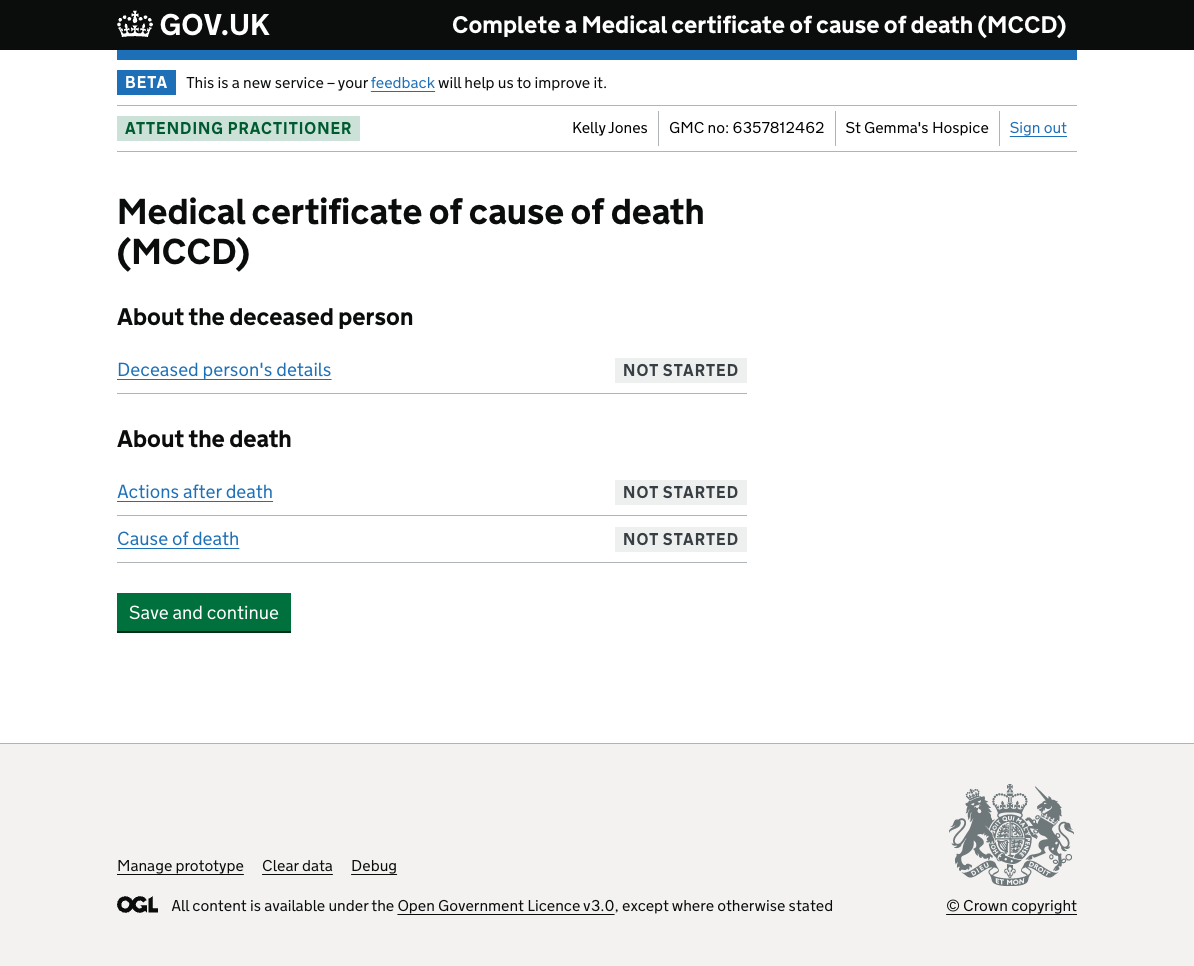 GOV.UK Complete a Medical certificate of cause of death (MCCD)
BETA This is a new service – your feedback will help us to improve it.
ATTENDING PRACTITIONER Kelly Jones GMC no: 6357812462 St Gemma's Hospice Sign out
Medical certificate of cause of death
(MCCD)
About the deceased person
Deceased person's details NOT STARTED
About the death
Actions after death NOT STARTED
Cause of death NOT STARTED
Save and continue
Manage prototype Clear data Debug
OGL All content is available under the Open Government Licence v3.0, except where otherwise stated
© Crown copyright